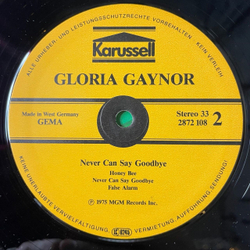 ALLE URHEBER- UND LEISTUNGSSCHUTZRECHTE VORBEHALTEN · KEIN VERLEIH!
Karussell
GLORIA GAYNOR
Made in West Germany
GEMA
Stereo 33
2872 108
2
Never Can Say Goodbye
Honey Bee
Never Can Say Goodbye
False Alarm
℗ 1975 MGM Records Inc.
KEINE UNERLAUBTE VERVIELFÄLTIGUNG, VERMIETUNG, AUFFÜHRUNG, SENDUNG!